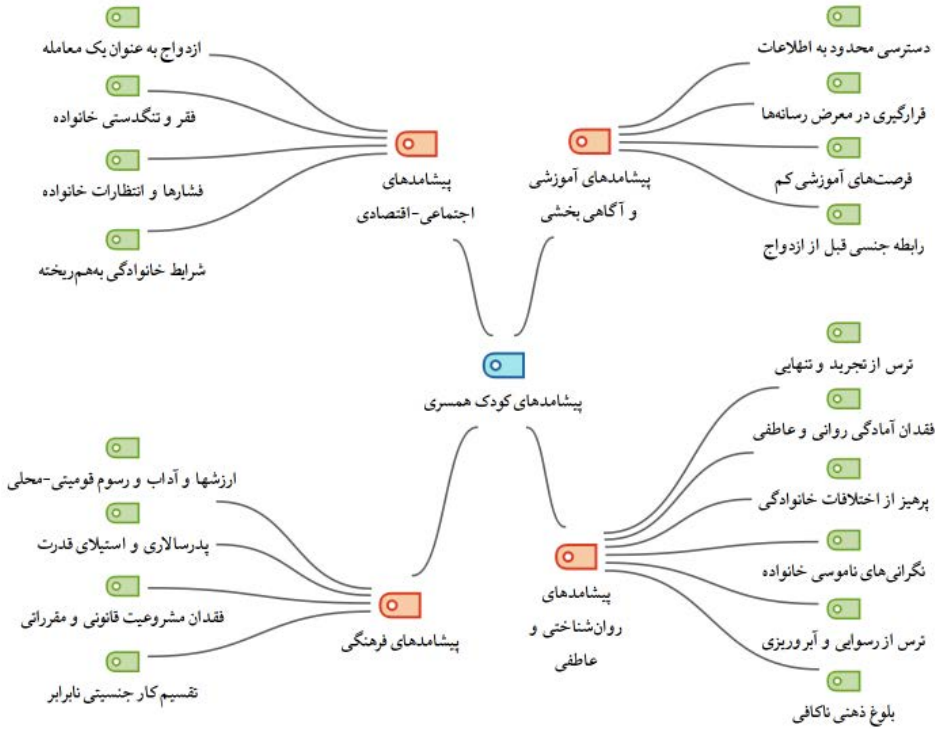 دسترسی محدود به اطلاعات
قرارگیری در معرض رسانه‌ها
فرصت‌های آموزشی کم
رابطه جنسی قبل از ازدواج
پیشامدهای آموزشی
و آگاهی بخشی
ازدواج به عنوان یک معامله
فقر و تنگدستی خانواده
فشارها و انتظارات خانواده
شرایط خانوادگی به‌هم‌ریخته
پیشامدهای
اجتماعی-اقتصادی
پیشامدهای کودک همسری
ترس از تجرید و تنهایی
فقدان آمادگی روانی و عاطفی
پرهیز از اختلافات خانوادگی
نگرانی‌های ناموسی خانواده
ترس از رسوایی و آبروریزی
بلوغ ذهنی ناکافی
پیشامدهای
روان‌شناختی و
عاطفی
ارزشها و آداب و رسوم قومیتی-محلی
پدرسالاری و استیلای قدرت
فقدان مشروعیت قانونی و مقرراتی
تقسیم کار جنسیتی نابرابر
پیشامدهای فرهنگی